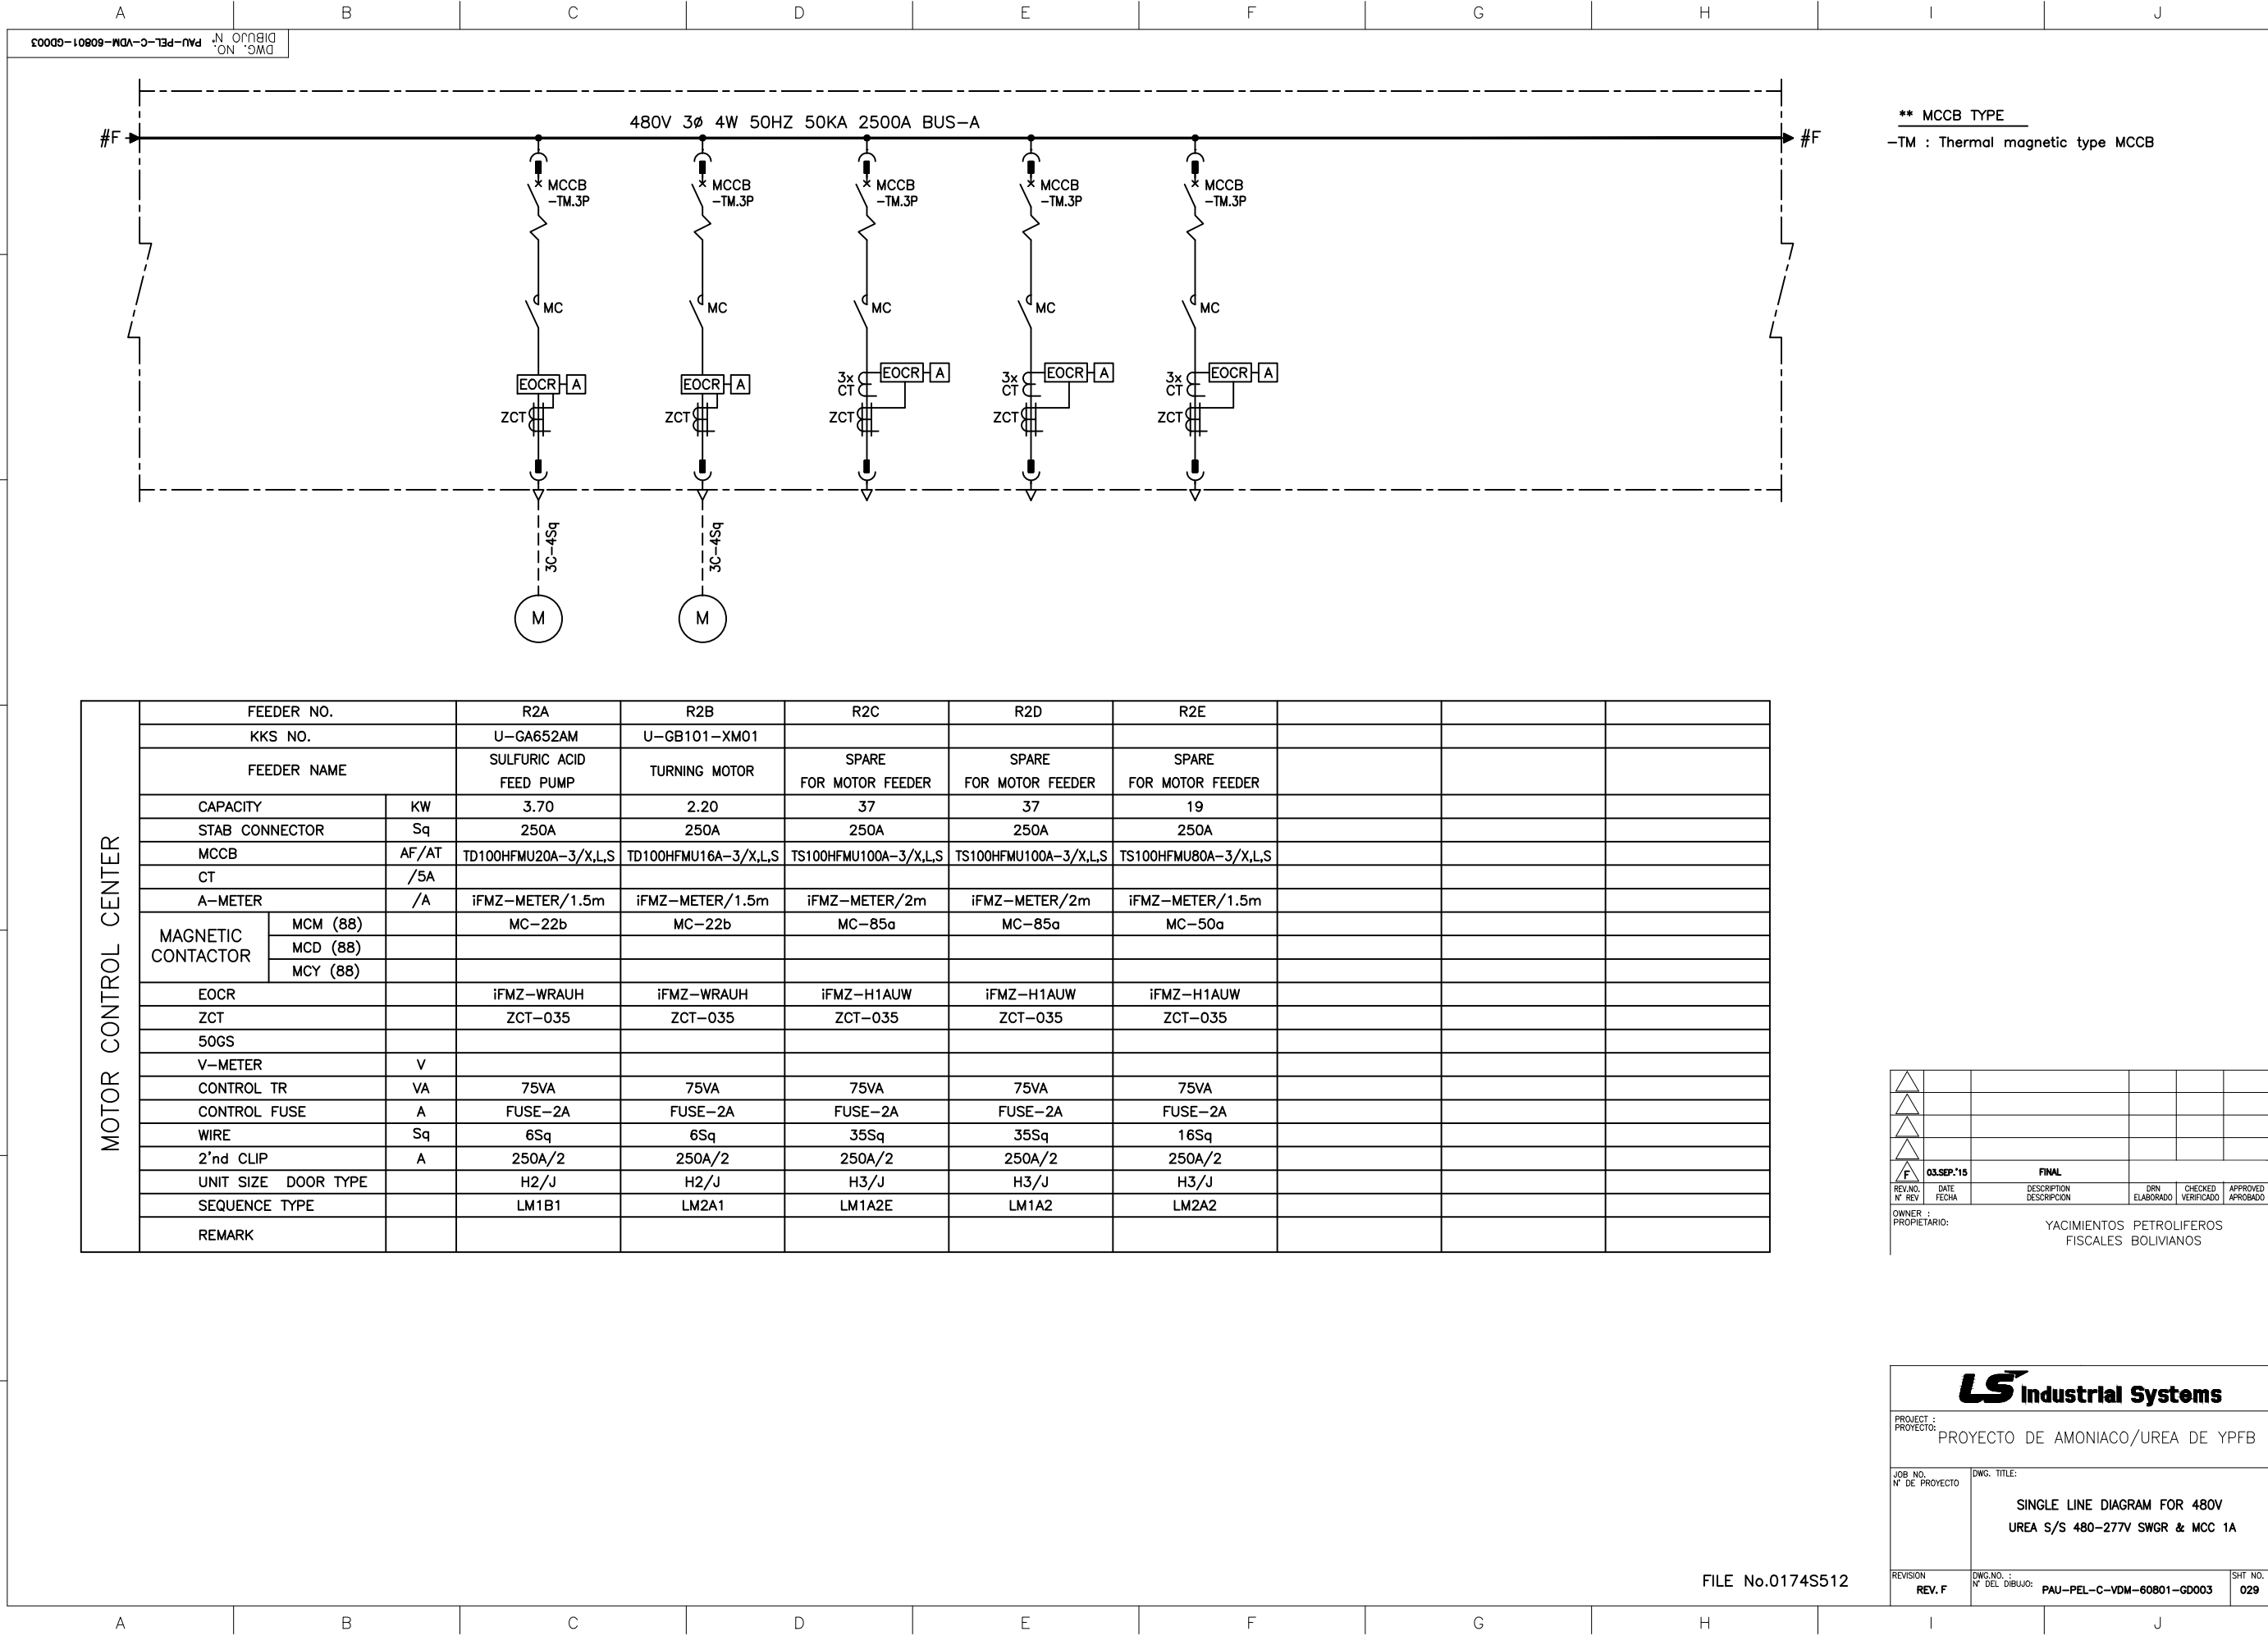 A B C D E F G H I J
DWG. NO.
DIBUJO N° PAU-PEL-C-VDM-60801-GD003
480V 3ø 4W 50HZ 50KA 2500A BUS-A
#F #F
** MCCB TYPE
-TM : Thermal magnetic type MCCB
MCCB MCCB MCCB MCCB MCCB
-TM.3P -TM.3P -TM.3P -TM.3P -TM.3P
MC MC MC MC MC
EOCR A EOCR A 3x CT EOCR A 3x CT EOCR A 3x CT EOCR A
ZCT ZCT ZCT ZCT ZCT
3C-4Sq 3C-4Sq
M M
MOTOR CONTROL CENTER
FEEDER NO. R2A R2B R2C R2D R2E
KKS NO. U-GA652AM U-GB101-XM01
FEEDER NAME SULFURIC ACID FEED PUMP TURNING MOTOR SPARE FOR MOTOR FEEDER SPARE FOR MOTOR FEEDER SPARE FOR MOTOR FEEDER
CAPACITY KW 3.70 2.20 37 37 19
STAB CONNECTOR Sq 250A 250A 250A 250A 250A
MCCB AF/AT TD100HFMU20A-3/X,L,S TD100HFMU16A-3/X,L,S TS100HFMU100A-3/X,L,S TS100HFMU100A-3/X,L,S TS100HFMU80A-3/X,L,S
CT /5A
A-METER /A iFMZ-METER/1.5m iFMZ-METER/1.5m iFMZ-METER/2m iFMZ-METER/2m iFMZ-METER/1.5m
MAGNETIC CONTACTOR
MCM (88) MC-22b MC-22b MC-85a MC-85a MC-50a
MCD (88)
MCY (88)
EOCR iFMZ-WRAUH iFMZ-WRAUH iFMZ-H1AUW iFMZ-H1AUW iFMZ-H1AUW
ZCT ZCT-035 ZCT-035 ZCT-035 ZCT-035 ZCT-035
50GS
V-METER V
CONTROL TR VA 75VA 75VA 75VA 75VA 75VA
CONTROL FUSE A FUSE-2A FUSE-2A FUSE-2A FUSE-2A FUSE-2A
WIRE Sq 6Sq 6Sq 35Sq 35Sq 16Sq
2'nd CLIP A 250A/2 250A/2 250A/2 250A/2 250A/2
UNIT SIZE DOOR TYPE H2/J H2/J H3/J H3/J H3/J
SEQUENCE TYPE LM1B1 LM2A1 LM1A2E LM1A2 LM2A2
REMARK
F 03.SEP.'15 FINAL
REV.NO. DATE DESCRIPTION DRN CHECKED APPROVED
N° REV FECHA DESCRIPCION ELABORADO VERIFICADO APROBADO
OWNER :
PROPIETARIO:
YACIMIENTOS PETROLIFEROS
FISCALES BOLIVIANOS
LS Industrial Systems
PROJECT :
PROYECTO:
PROYECTO DE AMONIACO/UREA DE YPFB
JOB NO.
N° DE PROYECTO
DWG. TITLE:
SINGLE LINE DIAGRAM FOR 480V
UREA S/S 480-277V SWGR & MCC 1A
FILE No.0174S512
REVISION
REV. F
DWG.NO. :
N° DEL DIBUJO: PAU-PEL-C-VDM-60801-GD003
SHT NO.
029
A B C D E F G H I J